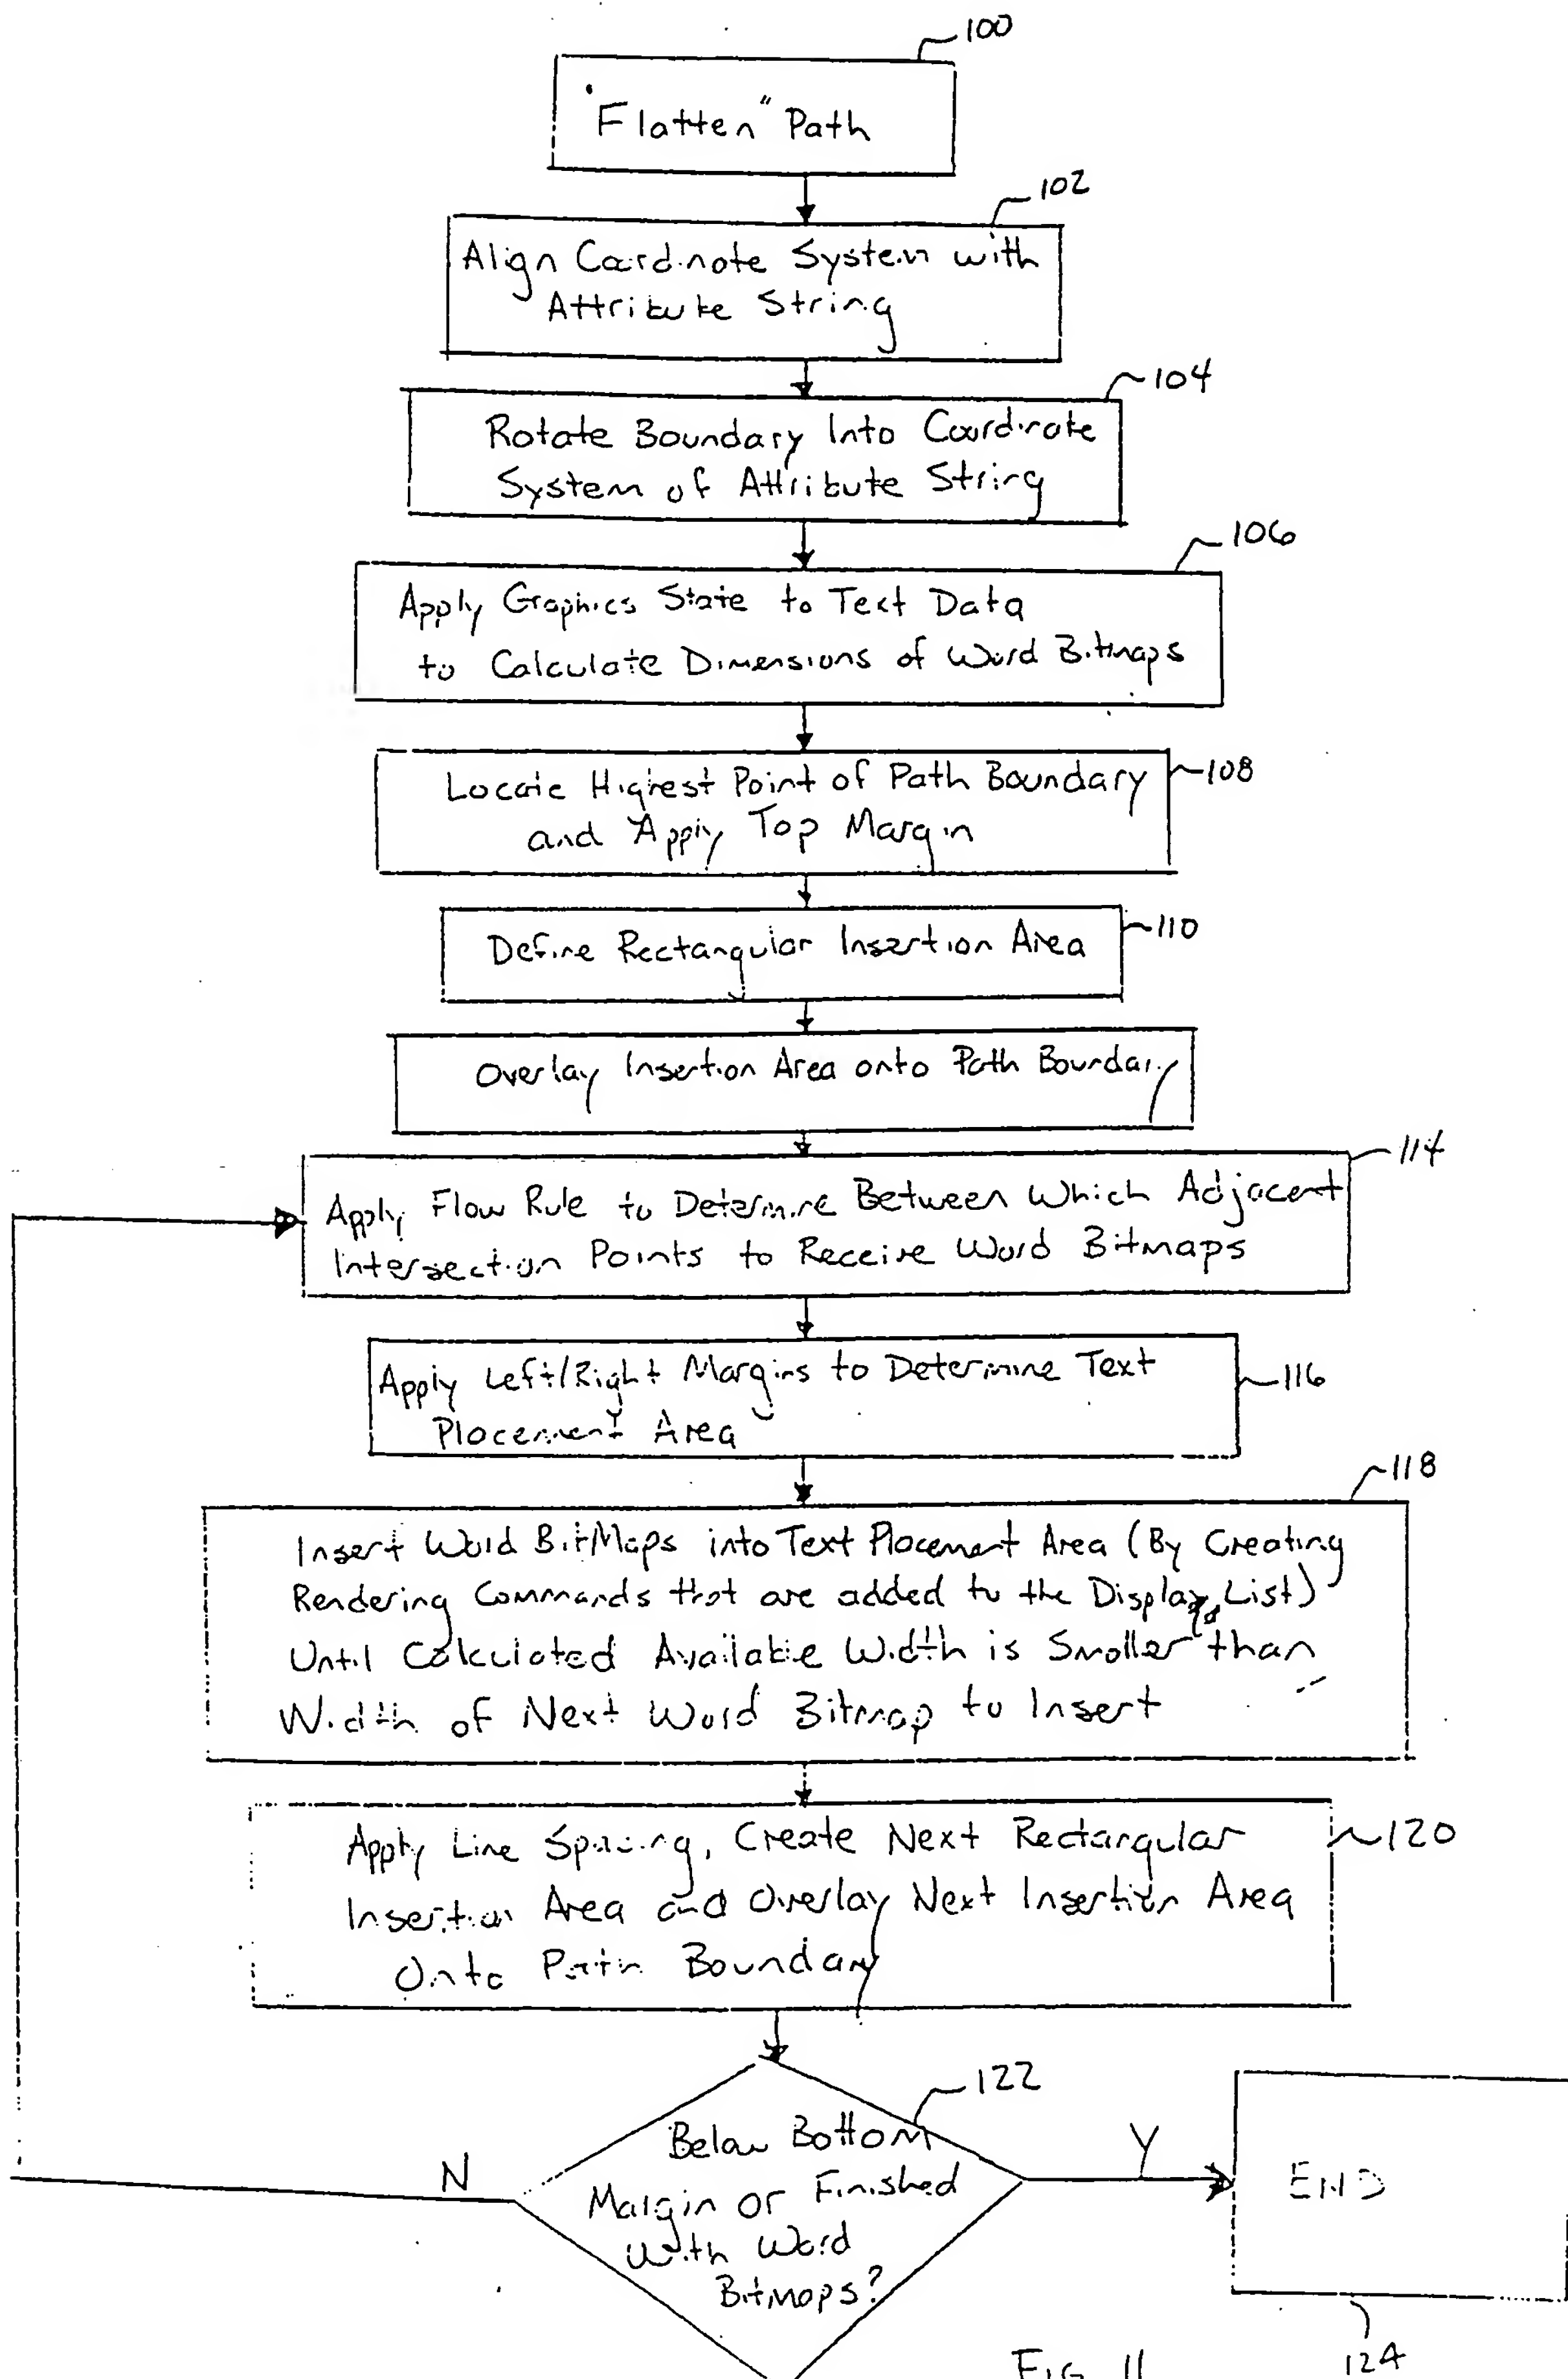 100
"Flatten" Path
102
Align Coordinate System with
Attribute String
104
Rotate Boundary Into Coordinate
System of Attribute String
106
Apply Graphics State to Text Data
to Calculate Dimensions of Word Bitmaps
108
Locate Highest Point of Path Boundary
and Apply Top Margin
110
Define Rectangular Insertion Area
Overlay Insertion Area onto Path Boundary
114
Apply Flow Rule to Determine Between Which Adjacent
Intersection Points to Receive Word Bitmaps
116
Apply Left/Right Margins to Determine Text
Placement Area
118
Insert Word BitMaps into Text Placement Area (By Creating
Rendering Commands that are added to the Display List)
Until Calculated Available Width is Smaller than
Width of Next Word Bitmap to Insert
120
Apply Line Spacing, Create Next Rectangular
Insertion Area and Overlay Next Insertion Area
Onto Path Boundary
122
Below Bottom
Margin or Finished
With Word
Bitmaps?
N
Y
END
124
FIG 11